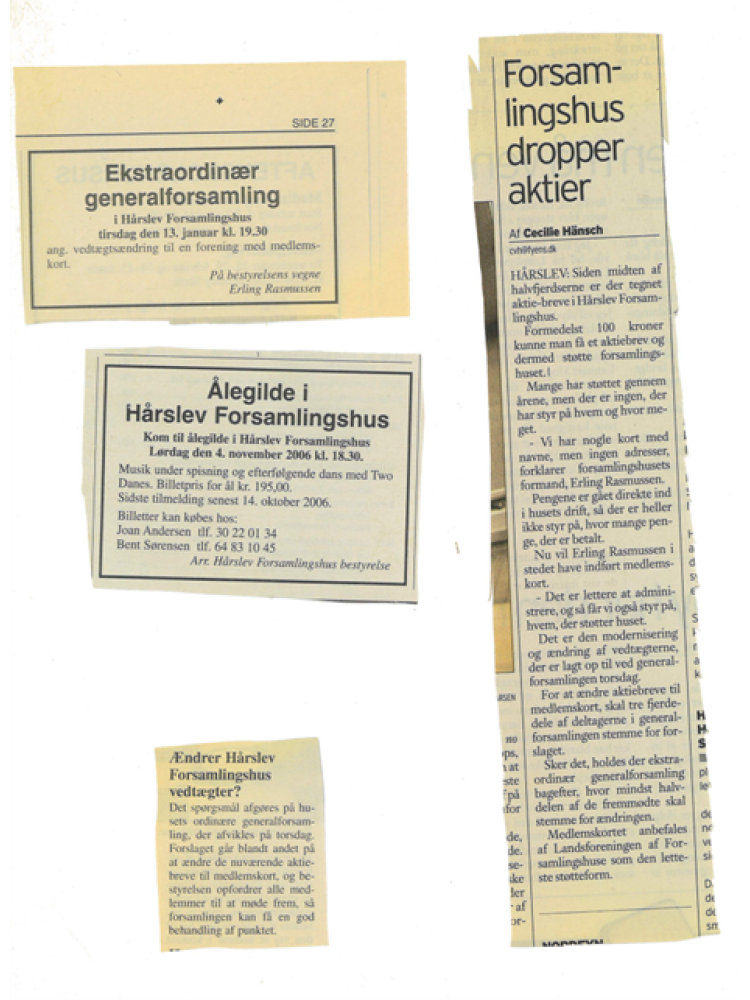 SIDE 27
Ekstraordinær
generalforsamling
i Hårslev Forsamlingshus
tirsdag den 13. januar kl. 19.30
ang. vedtægtsændring til en forening med medlems-
kort.
På bestyrelsens vegne
Erling Rasmussen
Ålegilde i
Hårslev Forsamlingshus
Kom til ålegilde i Hårslev Forsamlingshus
Lørdag den 4. november 2006 kl. 18.30.
Musik under spisning og efterfølgende dans med Two
Danes. Billetpris for ål kr. 195,00.
Sidste tilmelding senest 14. oktober 2006.
Billetter kan købes hos:
Joan Andersen tlf. 30 22 01 34
Bent Sørensen tlf. 64 83 10 45
Arr. Hårslev Forsamlingshus bestyrelse
Ændrer Hårslev
Forsamlingshus
vedtægter?
Det spørgsmål afgøres på hu-
sets ordinære generalforsam-
ling, der afvikles på torsdag.
Forslaget går blandt andet på
at ændre de nuværende aktie-
breve til medlemskort, og be-
styrelsen opfordrer alle med-
lemmer til at møde frem, så
forsamlingen kan få en god
behandling af punktet.
Forsam-
lingshus
dropper
aktier
Af Cecilie Hänsch
cvh@fyens.dk
HÅRSLEV: Siden midten af
halvfjerdserne er der tegnet
aktie-breve i Hårslev Forsam-
lingshus.
Formedelst 100 kroner
kunne man få et aktiebrev og
dermed støtte forsamlings-
huset.
Mange har støttet gennem
årene, men der er ingen, der
har styr på hvem og hvor me-
get.
- Vi har nogle kort med
navne, men ingen adresser,
forklarer forsamlingshusets
formand, Erling Rasmussen.
Pengene er gået direkte ind
i husets drift, så der er heller
ikke styr på, hvor mange pen-
ge, der er betalt.
Nu vil Erling Rasmussen i
stedet have indført medlems-
kort.
- Det er lettere at admini-
strere, og så får vi også styr på,
hvem, der støtter huset.
Det er den modernisering
og ændring af vedtægterne,
der er lagt op til ved general-
forsamlingen torsdag.
For at ændre aktiebreve til
medlemskort, skal tre fjerde-
dele af deltagerne i general-
forsamlingen stemme for for-
slaget.
Sker det, holdes der ekstra-
ordinær generalforsamling
bagefter, hvor mindst halv-
delen af de fremmødte skal
stemme for ændringen.
Medlemskortet anbefales
af Landsforeningen af For-
samlingshuse som den lette-
ste støtteform.